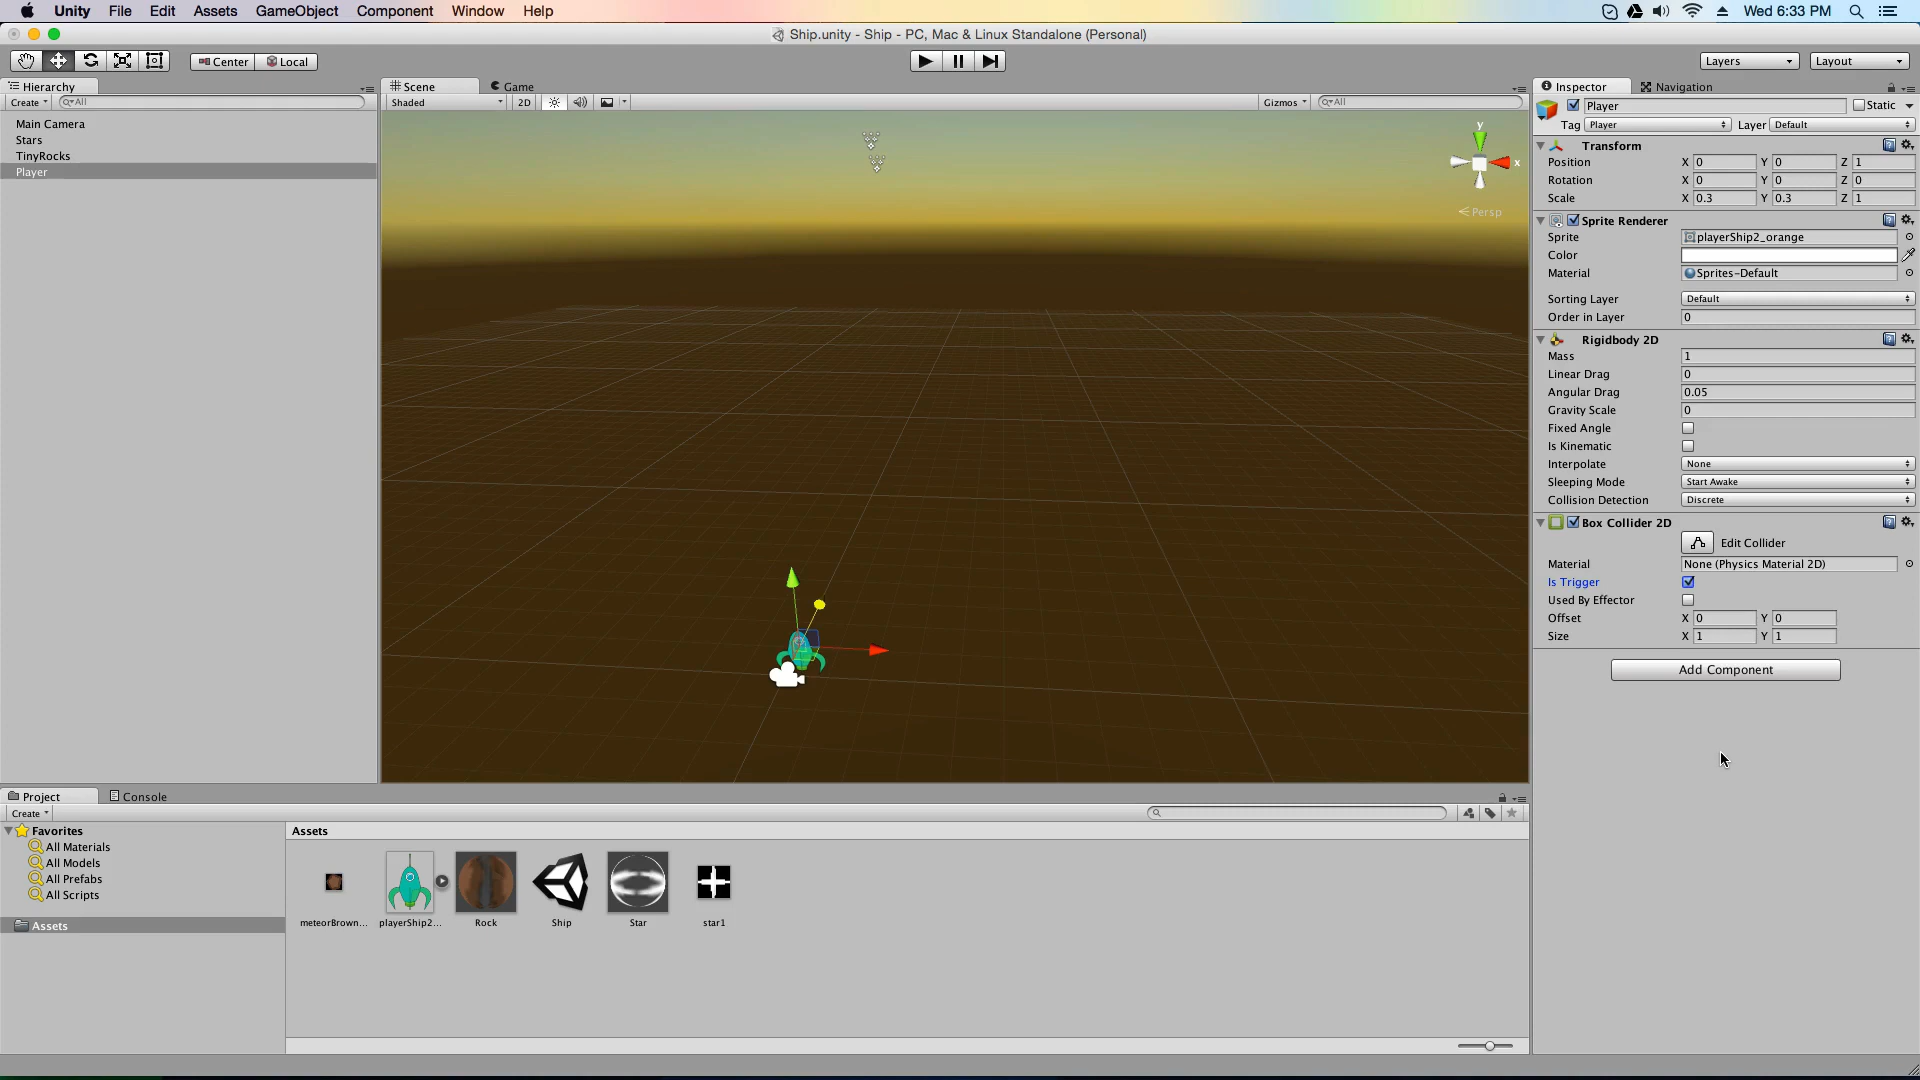 Unity File Edit Assets GameObject Component Window Help Wed 6:33 PM
Ship.unity - Ship - PC, Mac & Linux Standalone (Personal)
Center Local Layers Layout
Hierarchy Scene Game Inspector Navigation
Create All Shaded 2D Gizmos All Player Static
Tag Player Layer Default
Main Camera
Stars
TinyRocks
Player
y
x
Persp
Transform
Position X 0 Y 0 Z 1
Rotation X 0 Y 0 Z 0
Scale X 0.3 Y 0.3 Z 1
Sprite Renderer
Sprite playerShip2_orange
Color
Material Sprites-Default
Sorting Layer Default
Order in Layer 0
Rigidbody 2D
Mass 1
Linear Drag 0
Angular Drag 0.05
Gravity Scale 0
Fixed Angle
Is Kinematic
Interpolate None
Sleeping Mode Start Awake
Collision Detection Discrete
Box Collider 2D
Edit Collider
Material None (Physics Material 2D)
Is Trigger
Used By Effector
Offset X 0 Y 0
Size X 1 Y 1
Add Component
Project Console
Create
Favorites
All Materials
All Models
All Prefabs
All Scripts
Assets
Assets
meteorBrown... playerShip2... Rock Ship Star star1